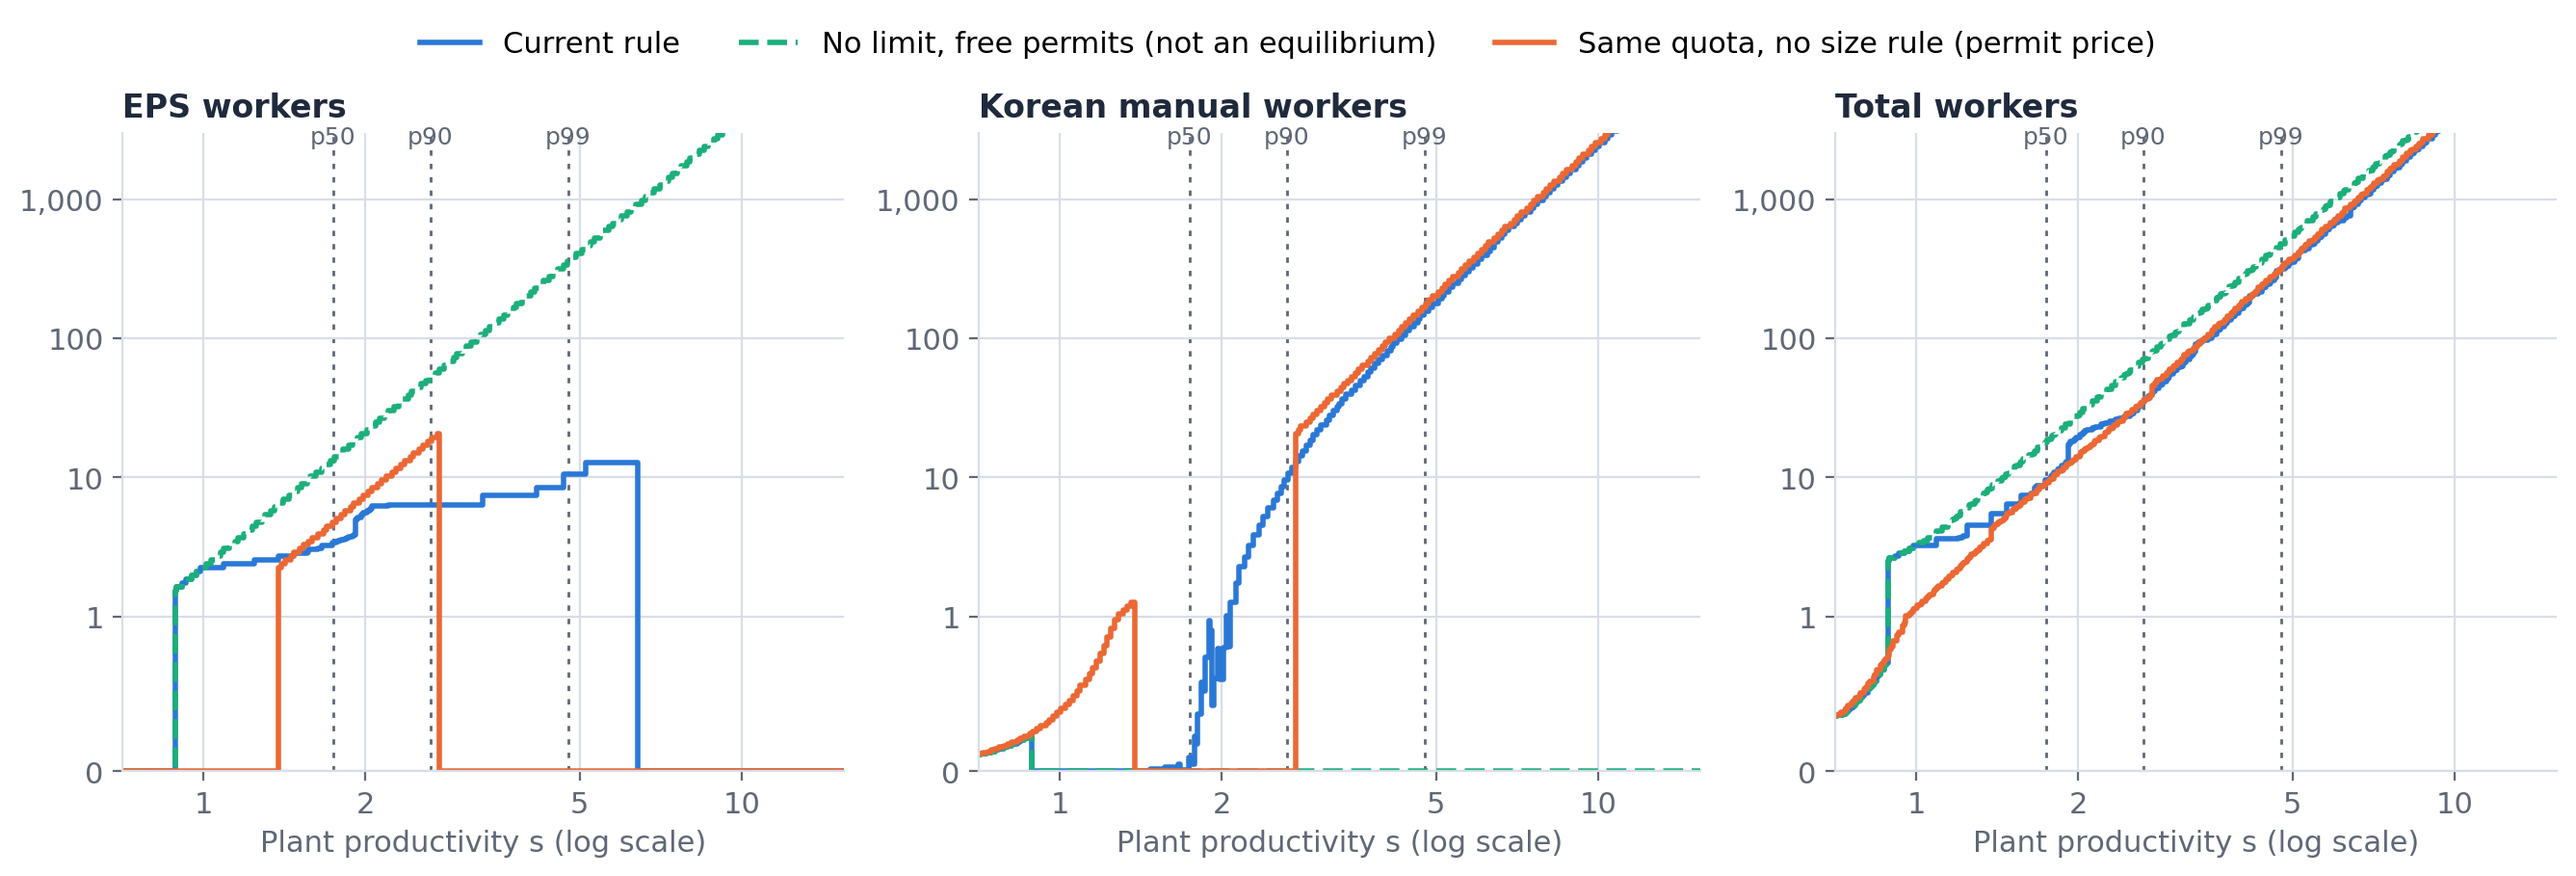 Current rule
No limit, free permits (not an equilibrium)
Same quota, no size rule (permit price)
EPS workers
p50
p90
p99
1,000
100
10
1
0
1
2
5
10
Plant productivity s (log scale)
Korean manual workers
p50
p90
p99
1,000
100
10
1
0
1
2
5
10
Plant productivity s (log scale)
Total workers
p50
p90
p99
1,000
100
10
1
0
1
2
5
10
Plant productivity s (log scale)